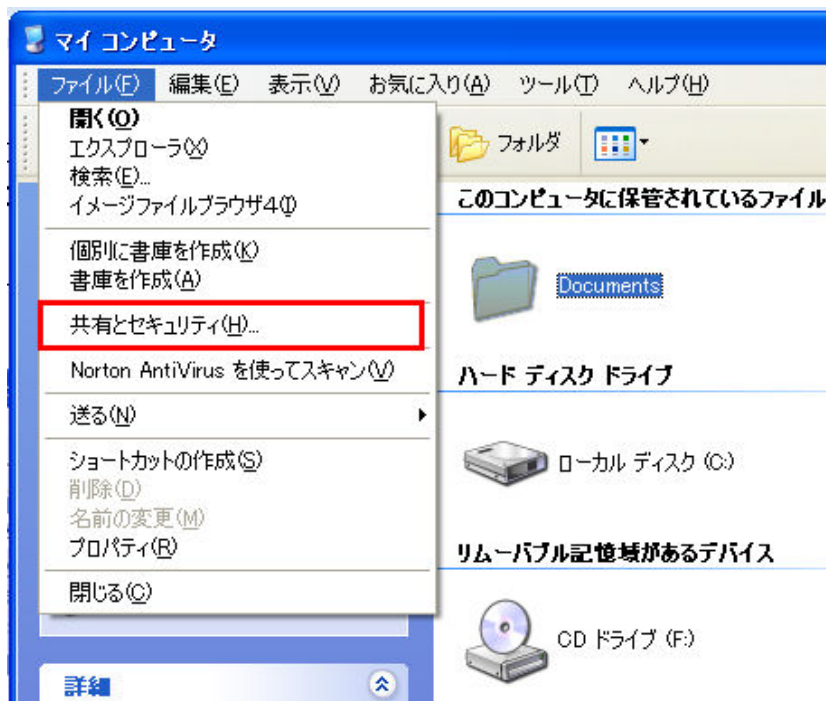 マイ コンピュータ
ファイル(F) 編集(E) 表示(V) お気に入り(A) ツール(T) ヘルプ(H)
開く(O)
エクスプローラ(X)
検索(E)...
イメージファイルブラウザ4(I)
個別に書庫を作成(K)
書庫を作成(A)
共有とセキュリティ(H)...
Norton AntiVirus を使ってスキャン(V)
送る(N)
ショートカットの作成(S)
削除(D)
名前の変更(M)
プロパティ(R)
閉じる(C)
詳細
フォルダ
このコンピュータに保管されているファイル
Documents
ハード ディスク ドライブ
ローカル ディスク (C:)
リムーバブル記憶域があるデバイス
CD ドライブ (F:)